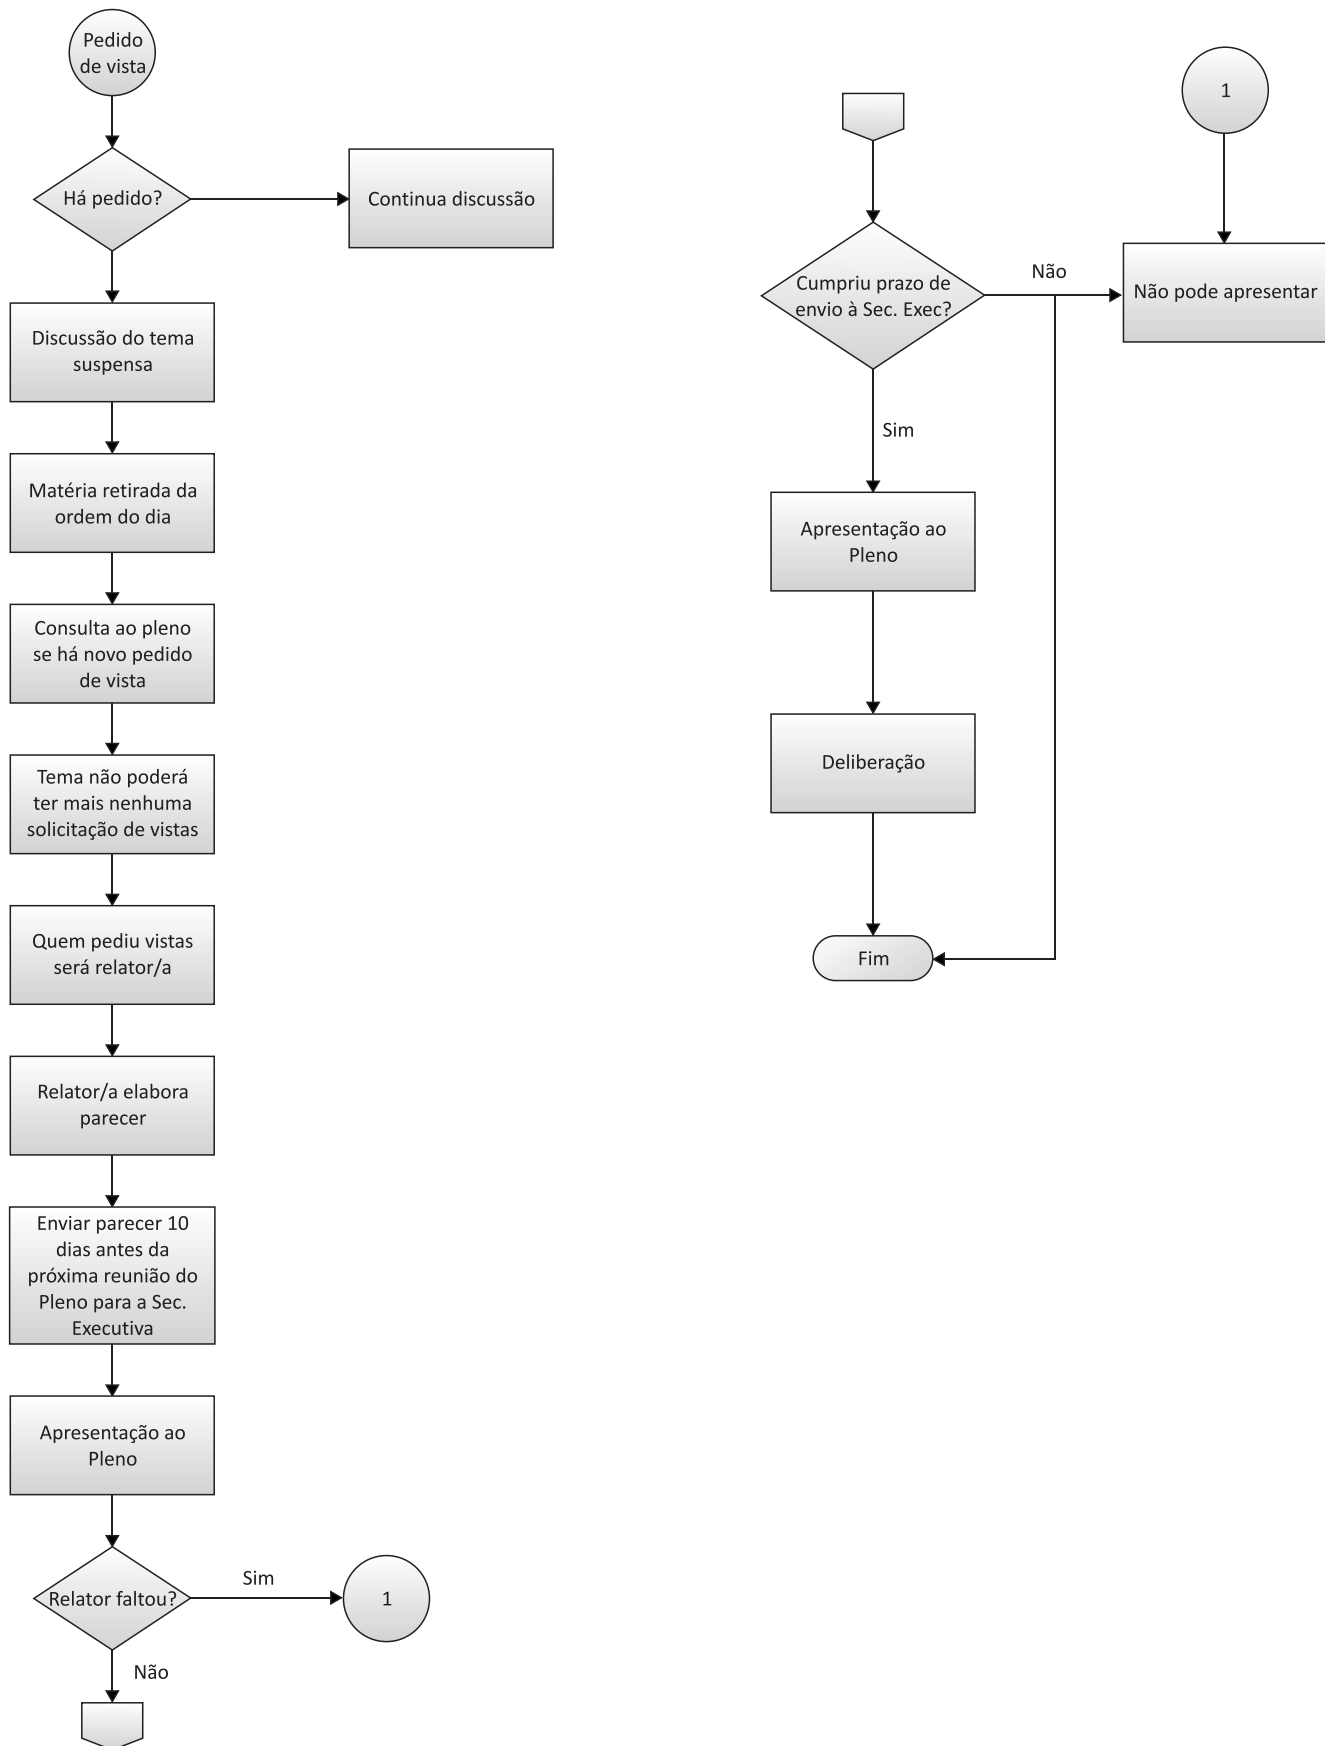 Pedido
de vista
Há pedido?
Continua discussão
Discussão do tema
suspensa
Matéria retirada da
ordem do dia
Consulta ao pleno
se há novo pedido
de vista
Tema não poderá
ter mais nenhuma
solicitação de vistas
Quem pediu vistas
será relator/a
Relator/a elabora
parecer
Enviar parecer 10
dias antes da
próxima reunião do
Pleno para a Sec.
Executiva
Apresentação ao
Pleno
Relator faltou?
Sim
1
Não
Cumpriu prazo de
envio à Sec. Exec?
Não
1
Não pode apresentar
Sim
Apresentação ao
Pleno
Deliberação
Fim